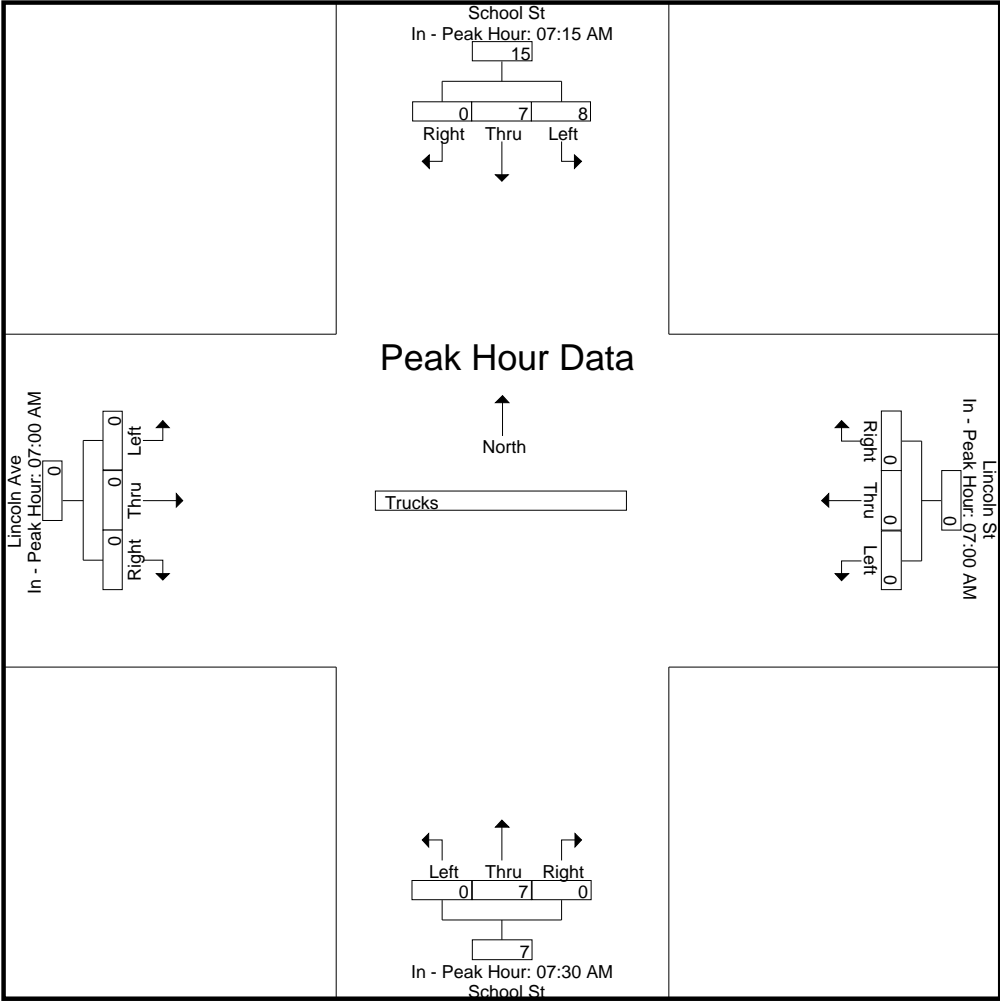 School St
In - Peak Hour: 07:15 AM
15
0 7 8
Right Thru Left
Peak Hour Data
North
Trucks
Lincoln Ave
In - Peak Hour: 07:00 AM
0
0 0 0
Left Thru Right
Lincoln St
In - Peak Hour: 07:00 AM
0
0 0 0
Right Thru Left
Left Thru Right
0 7 0
7
In - Peak Hour: 07:30 AM
School St